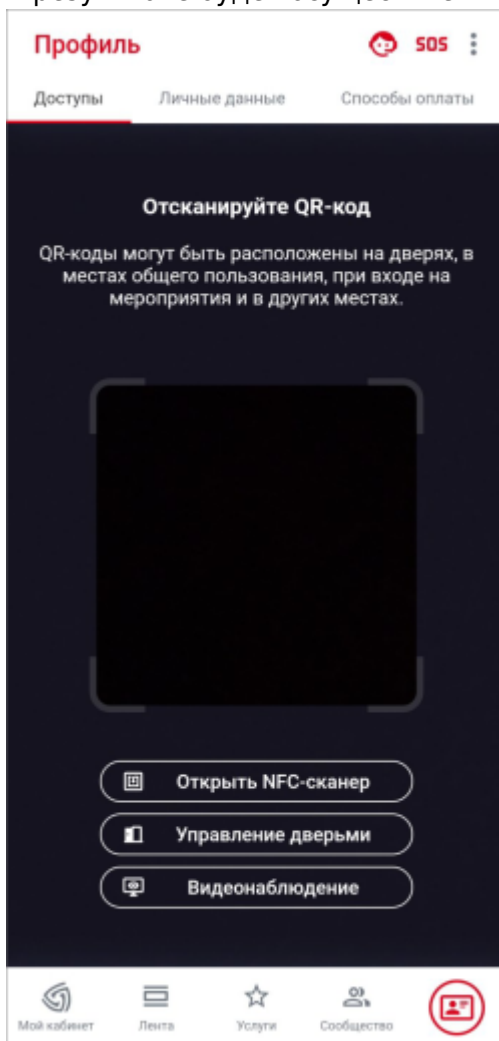 Профиль
SOS
Доступы
Личные данные
Способы оплаты
Отсканируйте QR-код
QR-коды могут быть расположены на дверях, в
местах общего пользования, при входе на
мероприятия и в других местах.
Открыть NFC-сканер
Управление дверьми
Видеонаблюдение
Мой кабинет
Лента
Услуги
Сообщество